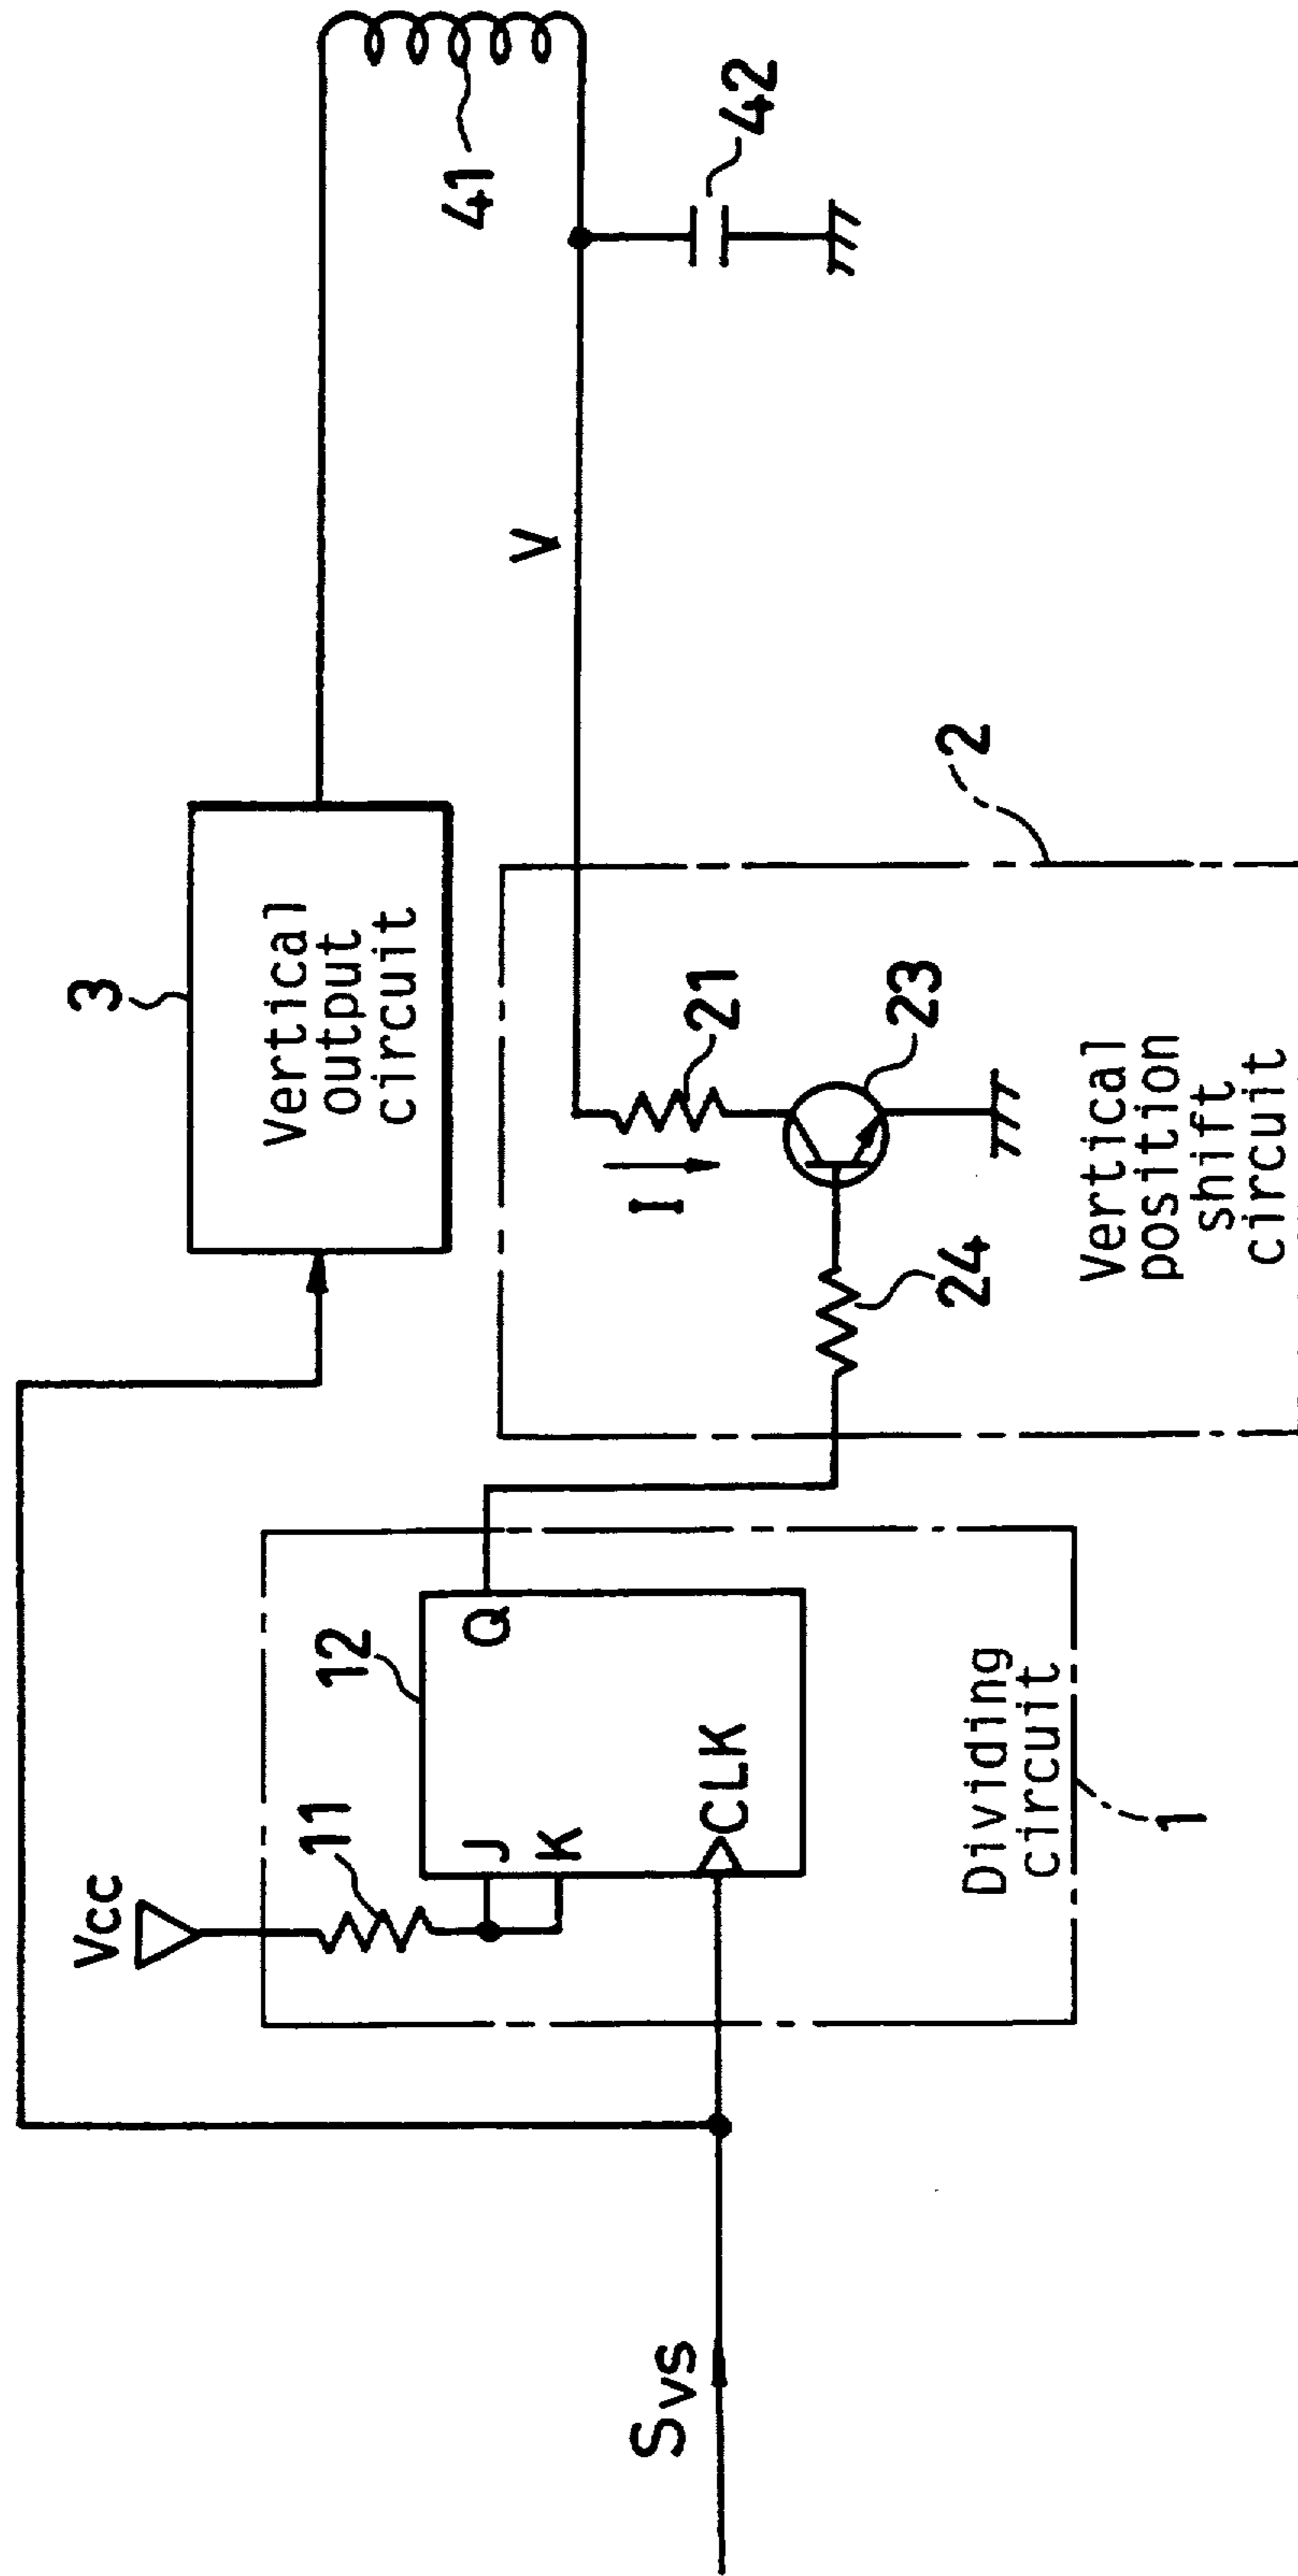 3
Vertical
output
circuit
41
42
V
Vcc
11
12
J
K
Q
CLK
Svs
Dividing
circuit
1
2
I
21
23
24
Vertical
position
shift
circuit